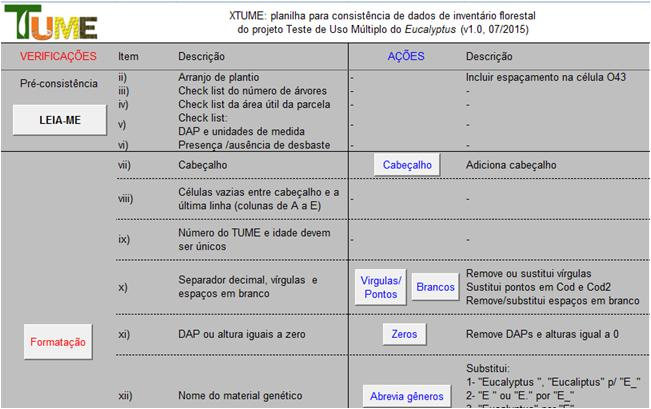 TUME
XTUME: planilha para consistência de dados de inventário florestal
do projeto Teste de Uso Múltiplo do Eucalyptus (v1.0, 07/2015)
VERIFICAÇÕES Item Descrição AÇÕES Descrição
Pré-consistência
LEIA-ME
ii) Arranjo de plantio - Incluir espaçamento na célula O43
iii) Check list do número de árvores - -
iv) Check list da área útil da parcela - -
v) Check list:
DAP e unidades de medida - -
vi) Presença /ausência de desbaste - -
vii) Cabeçalho Cabeçalho Adiciona cabeçalho
viii) Células vazias entre cabeçalho e a
última linha (colunas de A a E) - -
ix) Número do TUME e idade devem
ser únicos - -
x) Separador decimal, vírgulas e
espaços em branco
Virgulas/
Pontos
Brancos
Remove ou sustitui vírgulas
Sustitui pontos em Cod e Cod2
Remove/substitui espaços em branco
Formatação
xi) DAP ou altura iguais a zero Zeros Remove DAPs e alturas igual a 0
xii) Nome do material genético Abrevia gêneros
Substitui:
1- "Eucalyptus ", "Eucaliptus" p/ "E_"
2- "E " ou "E." por "E_"